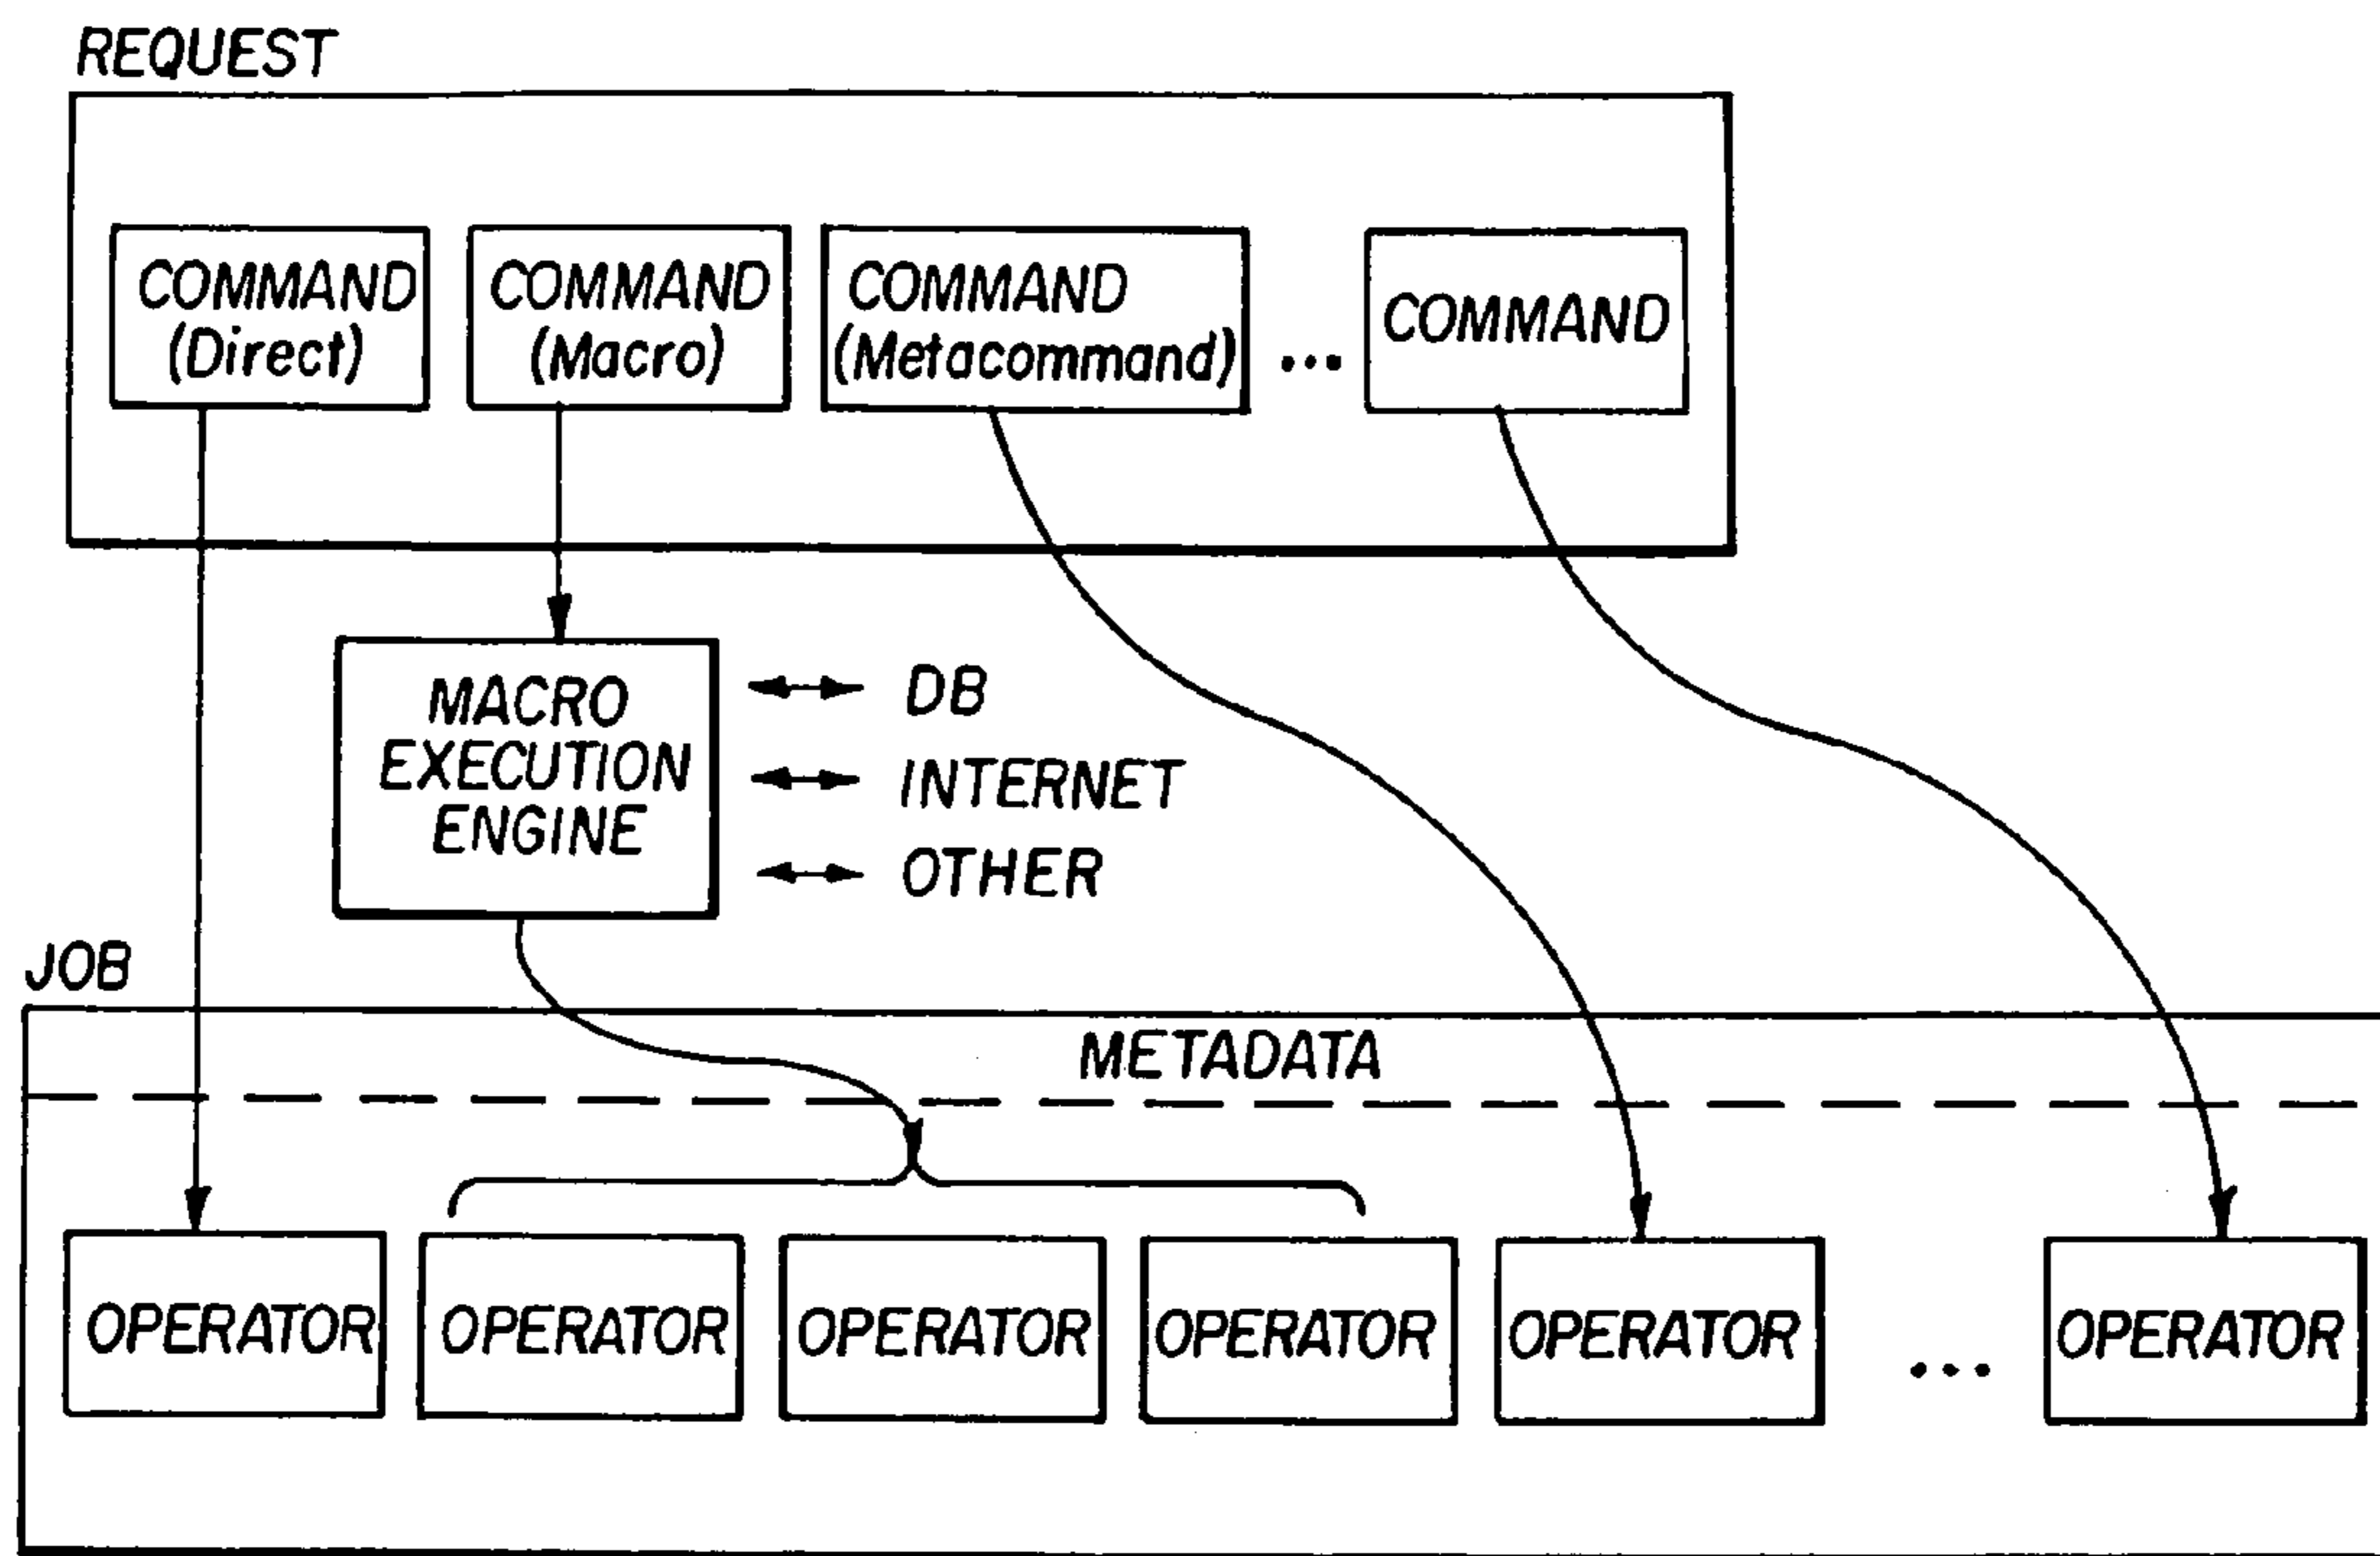 REQUEST
COMMAND
(Direct)
COMMAND
(Macro)
COMMAND
(Metacommand)
...
COMMAND
MACRO
EXECUTION
ENGINE
DB
INTERNET
OTHER
JOB
METADATA
OPERATOR
OPERATOR
OPERATOR
OPERATOR
OPERATOR
...
OPERATOR